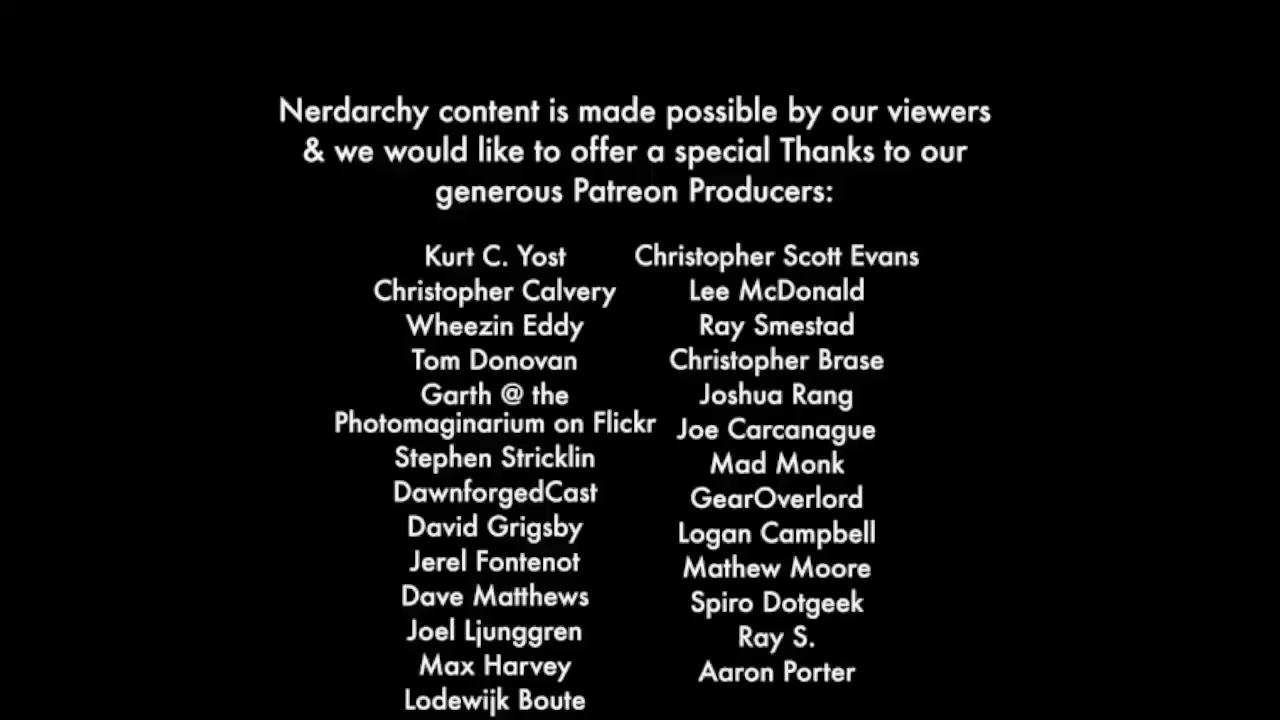 Nerdarchy content is made possible by our viewers
& we would like to offer a special Thanks to our
generous Patreon Producers:
Kurt C. Yost
Christopher Calvery
Wheezin Eddy
Tom Donovan
Garth @ the
Photomaginarium on Flickr
Stephen Stricklin
DawnforgedCast
David Grigsby
Jerel Fontenot
Dave Matthews
Joel Ljunggren
Max Harvey
Lodewijk Boute
Christopher Scott Evans
Lee McDonald
Ray Smestad
Christopher Brase
Joshua Rang
Joe Carcanague
Mad Monk
GearOverlord
Logan Campbell
Mathew Moore
Spiro Dotgeek
Ray S.
Aaron Porter